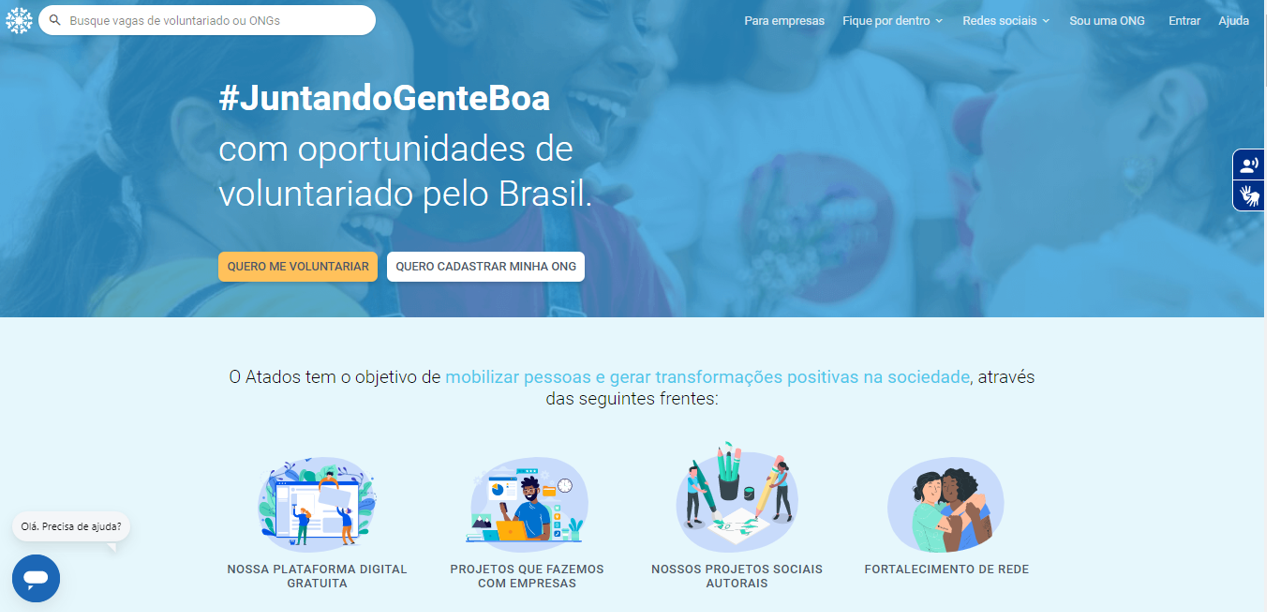 Busque vagas de voluntariado ou ONGs
Para empresas
Fique por dentro
Redes sociais
Sou uma ONG
Entrar
Ajuda
#JuntandoGenteBoa
com oportunidades de
voluntariado pelo Brasil.
QUERO ME VOLUNTARIAR
QUERO CADASTRAR MINHA ONG
O Atados tem o objetivo de mobilizar pessoas e gerar transformações positivas na sociedade, através
das seguintes frentes:
NOSSA PLATAFORMA DIGITAL
GRATUITA
PROJETOS QUE FAZEMOS
COM EMPRESAS
NOSSOS PROJETOS SOCIAIS
AUTORAIS
FORTALECIMENTO DE REDE
Olá. Precisa de ajuda?